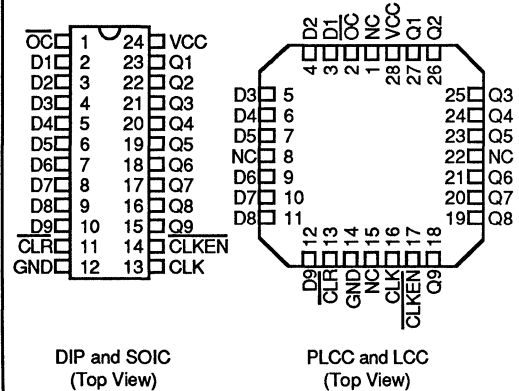 OC 1 24 VCC
D1 2 23 Q1
D2 3 22 Q2
D3 4 21 Q3
D4 5 20 Q4
D5 6 19 Q5
D6 7 18 Q6
D7 8 17 Q7
D8 9 16 Q8
D9 10 15 Q9
CLR 11 14 CLKEN
GND 12 13 CLK
DIP and SOIC
(Top View)
D2 D1 OC NC VCC Q1 Q2
4 3 2 1 28 27 26
D3 5 25 Q3
D4 6 24 Q4
D5 7 23 Q5
NC 8 22 NC
D6 9 21 Q6
D7 10 20 Q7
D8 11 19 Q8
12 13 14 15 16 17 18
D9 CLR GND NC CLK CLKEN Q9
PLCC and LCC
(Top View)